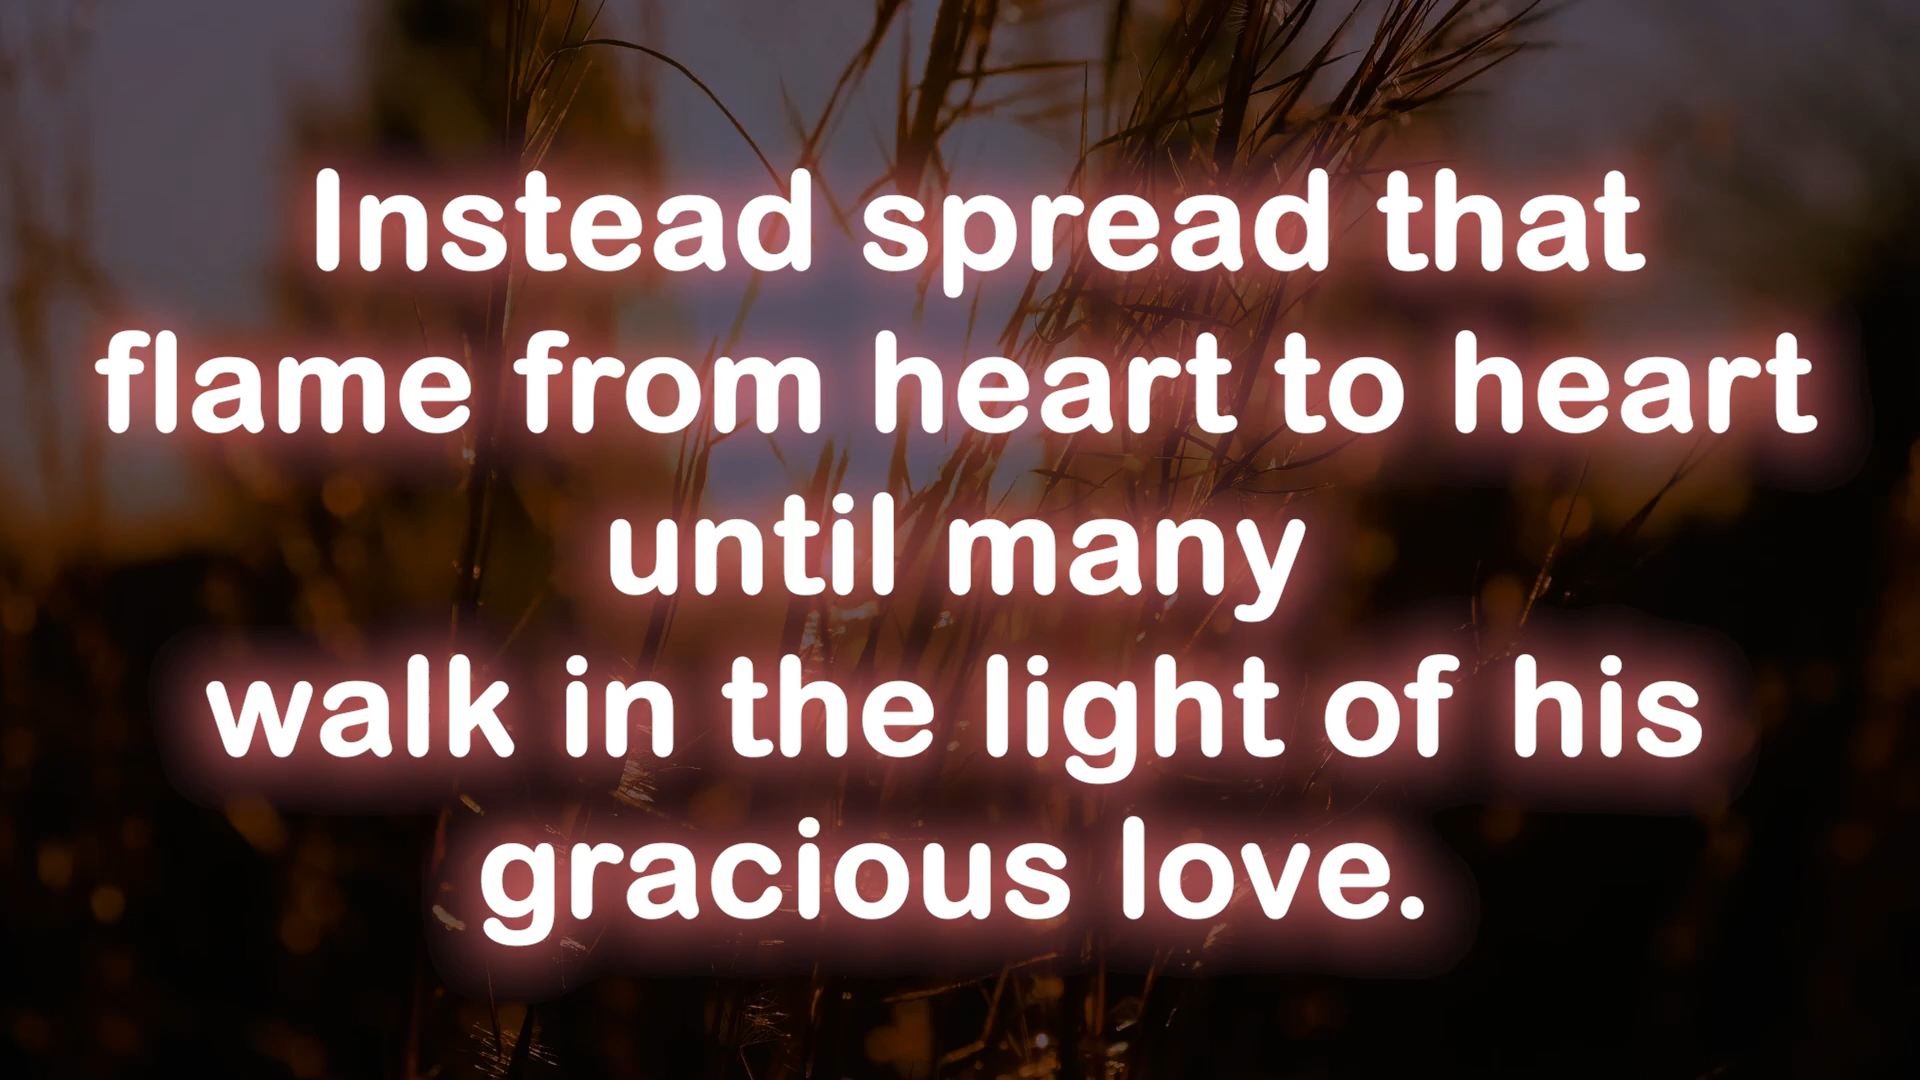 Instead spread that
flame from heart to heart
until many
walk in the light of his
gracious love.